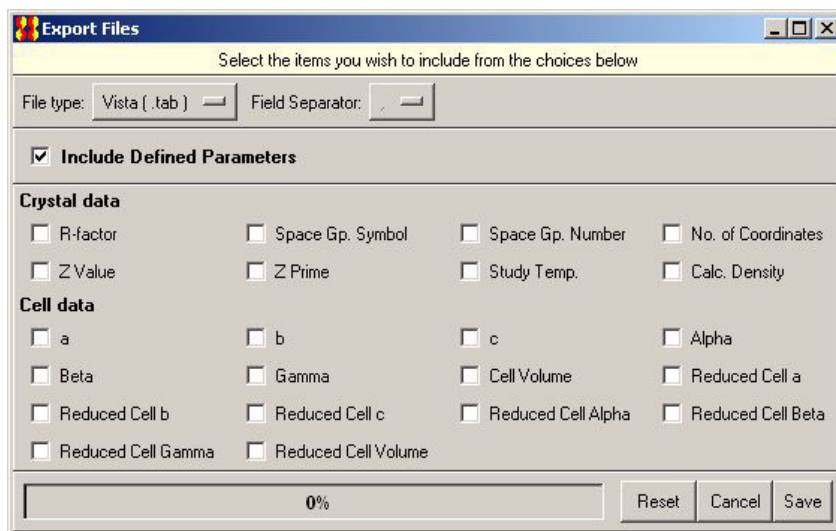 Export Files
Select the items you wish to include from the choices below
File type: Vista ( .tab ) Field Separator: ,
Include Defined Parameters
Crystal data
R-factor Space Gp. Symbol Space Gp. Number No. of Coordinates
Z Value Z Prime Study Temp. Calc. Density
Cell data
a b c Alpha
Beta Gamma Cell Volume Reduced Cell a
Reduced Cell b Reduced Cell c Reduced Cell Alpha Reduced Cell Beta
Reduced Cell Gamma Reduced Cell Volume
0% Reset Cancel Save